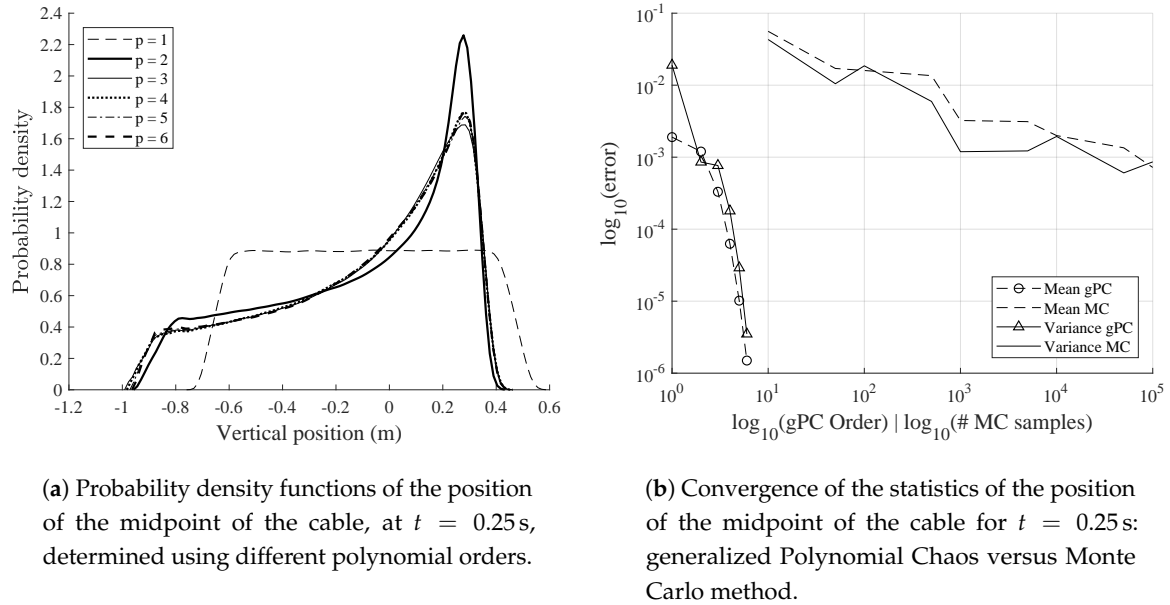 2.4
2.2
2
1.8
1.6
1.4
1.2
1
0.8
0.6
0.4
0.2
0
Probability density
p = 1
p = 2
p = 3
p = 4
p = 5
p = 6
-1.2 -1 -0.8 -0.6 -0.4 -0.2 0 0.2 0.4 0.6
Vertical position (m)
(a) Probability density functions of the position
of the midpoint of the cable, at t = 0.25 s,
determined using different polynomial orders.
10^-1
10^-2
10^-3
10^-4
10^-5
10^-6
log10(error)
Mean gPC
Mean MC
Variance gPC
Variance MC
10^0 10^1 10^2 10^3 10^4 10^5
log10(gPC Order) | log10(# MC samples)
(b) Convergence of the statistics of the position
of the midpoint of the cable for t = 0.25 s:
generalized Polynomial Chaos versus Monte
Carlo method.